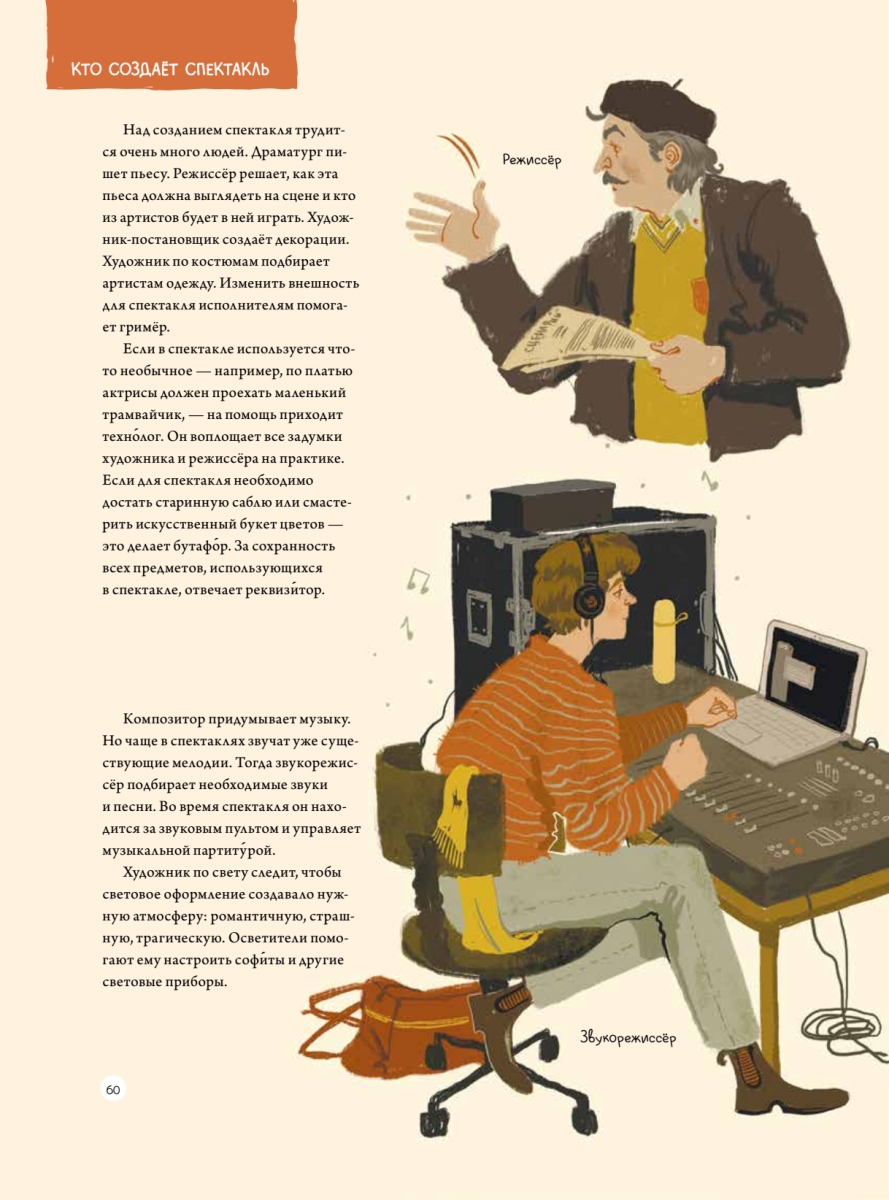 КТО СОЗДАЁТ СПЕКТАКЛЬ
Над созданием спектакля трудит-
ся очень много людей. Драматург пи-
шет пьесу. Режиссёр решает, как эта
пьеса должна выглядеть на сцене и кто
из артистов будет в ней играть. Худож-
ник-постановщик создаёт декорации.
Художник по костюмам подбирает
артистам одежду. Изменить внешность
для спектакля исполнителям помога-
ет гримёр.
Если в спектакле используется что-
то необычное — например, по платью
актрисы должен проехать маленький
трамвайчик, — на помощь приходит
техно́лог. Он воплощает все задумки
художника и режиссёра на практике.
Если для спектакля необходимо
достать старинную саблю или смасте-
рить искусственный букет цветов —
это делает бутафо́р. За сохранность
всех предметов, использующихся
в спектакле, отвечает реквизи́тор.
Режиссёр
СЦЕНАРИЙ
Композитор придумывает музыку.
Но чаще в спектаклях звучат уже суще-
ствующие мелодии. Тогда звукорежис-
сёр подбирает необходимые звуки
и песни. Во время спектакля он нахо-
дится за звуковым пультом и управляет
музыкальной партиту́рой.
Художник по свету следит, чтобы
световое оформление создавало нуж-
ную атмосферу: романтичную, страш-
ную, трагическую. Осветители помо-
гают ему настроить софи́ты и другие
световые приборы.
Звукорежиссёр
60